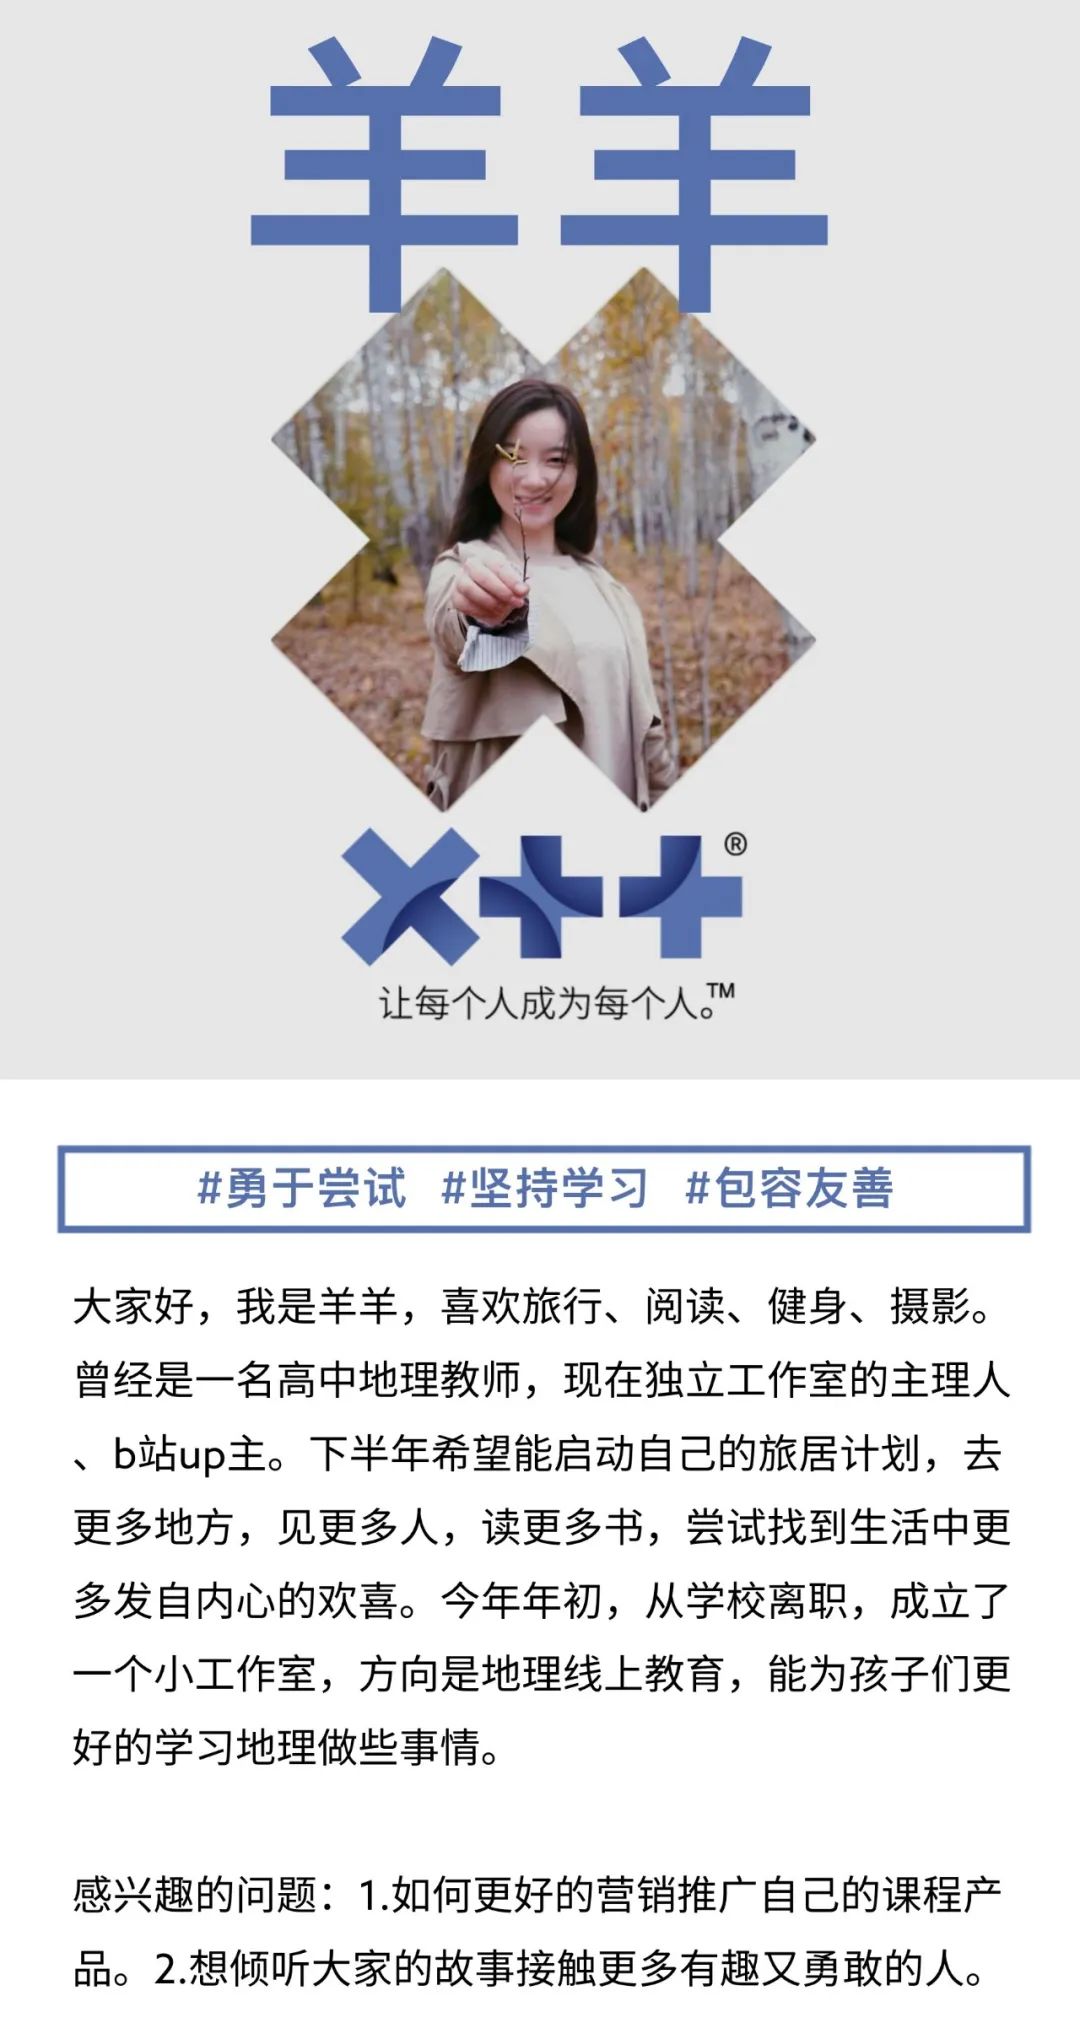 羊羊
X++®
让每个人成为每个人。™
#勇于尝试 #坚持学习 #包容友善
大家好，我是羊羊，喜欢旅行、阅读、健身、摄影。
曾经是一名高中地理教师，现在独立工作室的主理人
、b站up主。下半年希望能启动自己的旅居计划，去
更多地方，见更多人，读更多书，尝试找到生活中更
多发自内心的欢喜。今年年初，从学校离职，成立了
一个小工作室，方向是地理线上教育，能为孩子们更
好的学习地理做些事情。
感兴趣的问题：1.如何更好的营销推广自己的课程产
品。2.想倾听大家的故事接触更多有趣又勇敢的人。